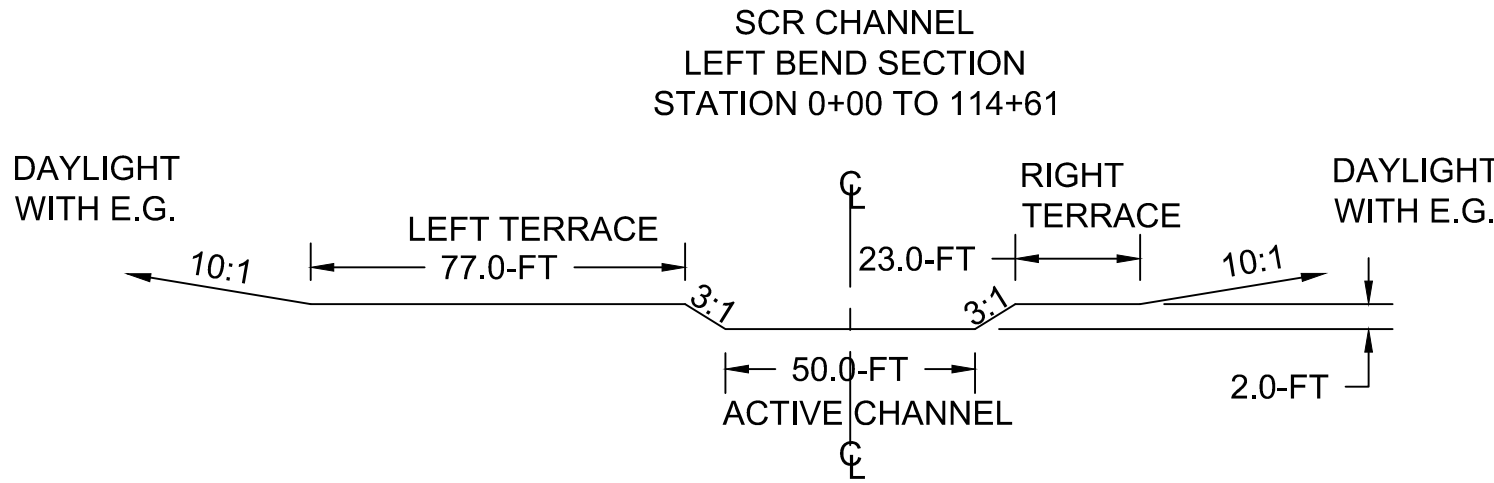 SCR CHANNEL
LEFT BEND SECTION
STATION 0+00 TO 114+61
DAYLIGHT
WITH E.G.
℄
RIGHT
TERRACE
DAYLIGHT
WITH E.G.
LEFT TERRACE
77.0-FT
23.0-FT
10:1
10:1
3:1
3:1
50.0-FT
2.0-FT
ACTIVE CHANNEL
℄